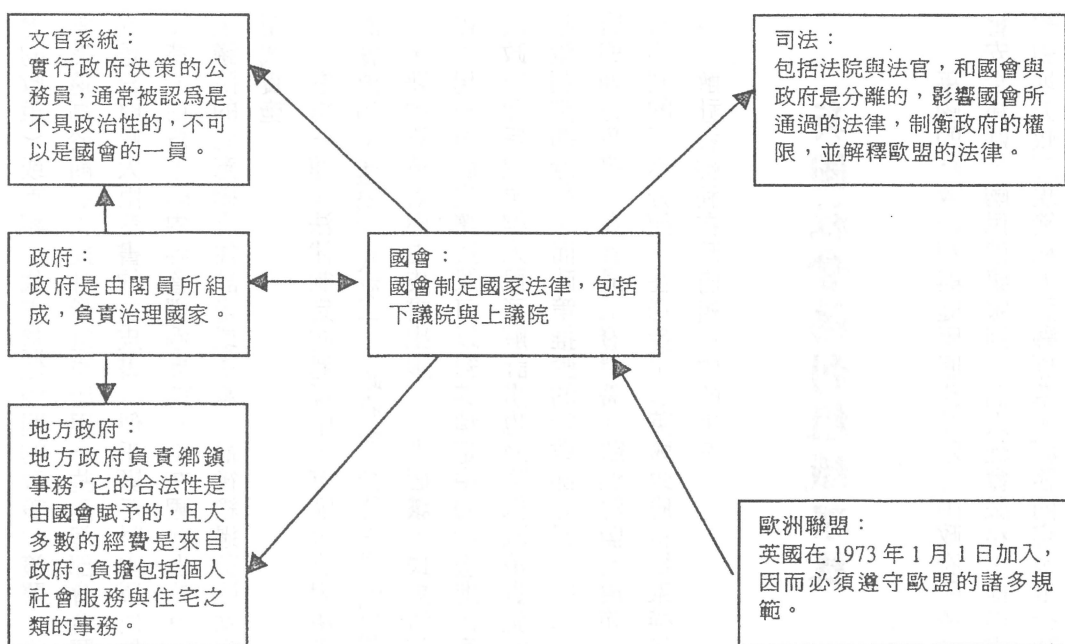 文官系統：
實行政府決策的公
務員，通常被認爲是
不具政治性的，不可
以是國會的一員。
司法：
包括法院與法官，和國會與
政府是分離的，影響國會所
通過的法律，制衡政府的權
限，並解釋歐盟的法律。
政府：
政府是由閣員所組
成，負責治理國家。
國會：
國會制定國家法律，包括
下議院與上議院
地方政府：
地方政府負責鄉鎮
事務，它的合法性是
由國會賦予的，且大
多數的經費是來自
政府。負擔包括個人
社會服務與住宅之
類的事務。
歐洲聯盟：
英國在 1973 年 1 月 1 日加入，
因而必須遵守歐盟的諸多規
範。